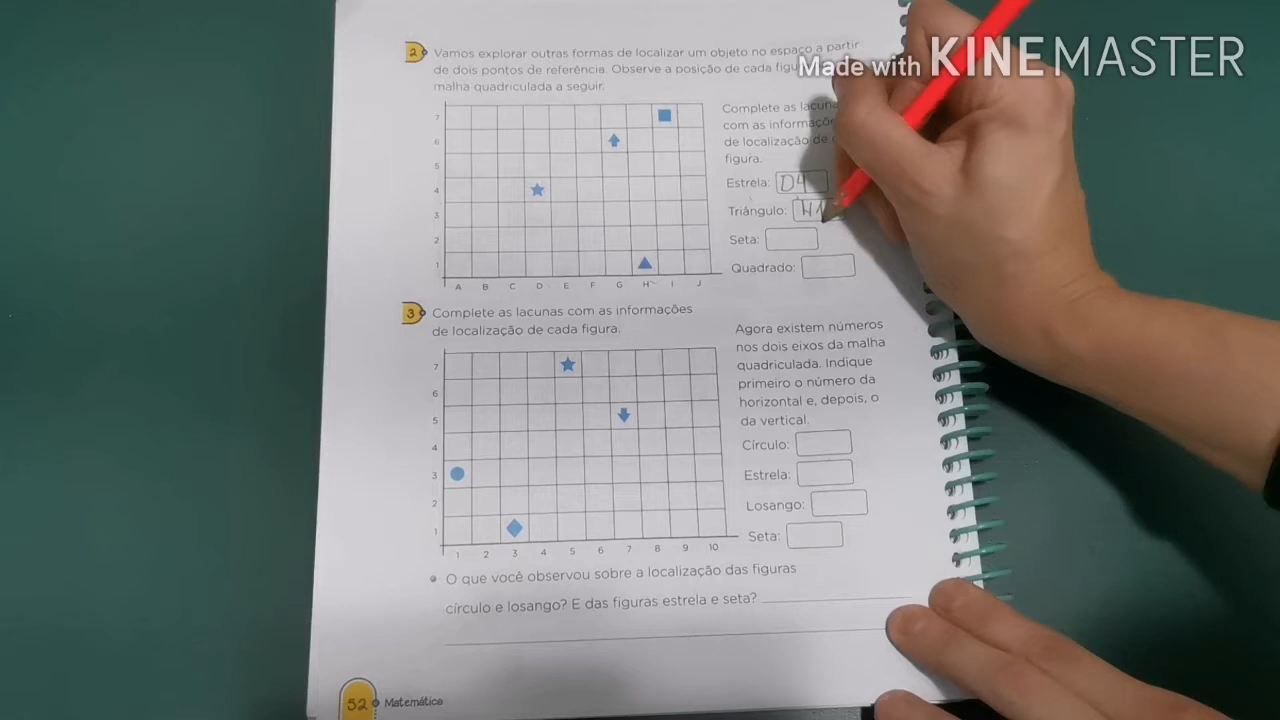 Made with KINEMASTER
2 Vamos explorar outras formas de localizar um objeto no espaço a partir
de dois pontos de referência. Observe a posição de cada
malha quadriculada a seguir.
7
6
5
4
3
2
1
A B C D E F G H I J
Complete as
com as
de localização de
figura.
Estrela: D4
Triângulo: H1
Seta:
Quadrado:
3 Complete as lacunas com as informações
de localização de cada figura.
7
6
5
4
3
2
1
1 2 3 4 5 6 7 8 9 10
Agora existem números
nos dois eixos da malha
quadriculada. Indique
primeiro o número da
horizontal e, depois, o
da vertical.
Círculo:
Estrela:
Losango:
Seta:
O que você observou sobre a localização das figuras
círculo e losango? E das figuras estrela e seta?
52 Matemática